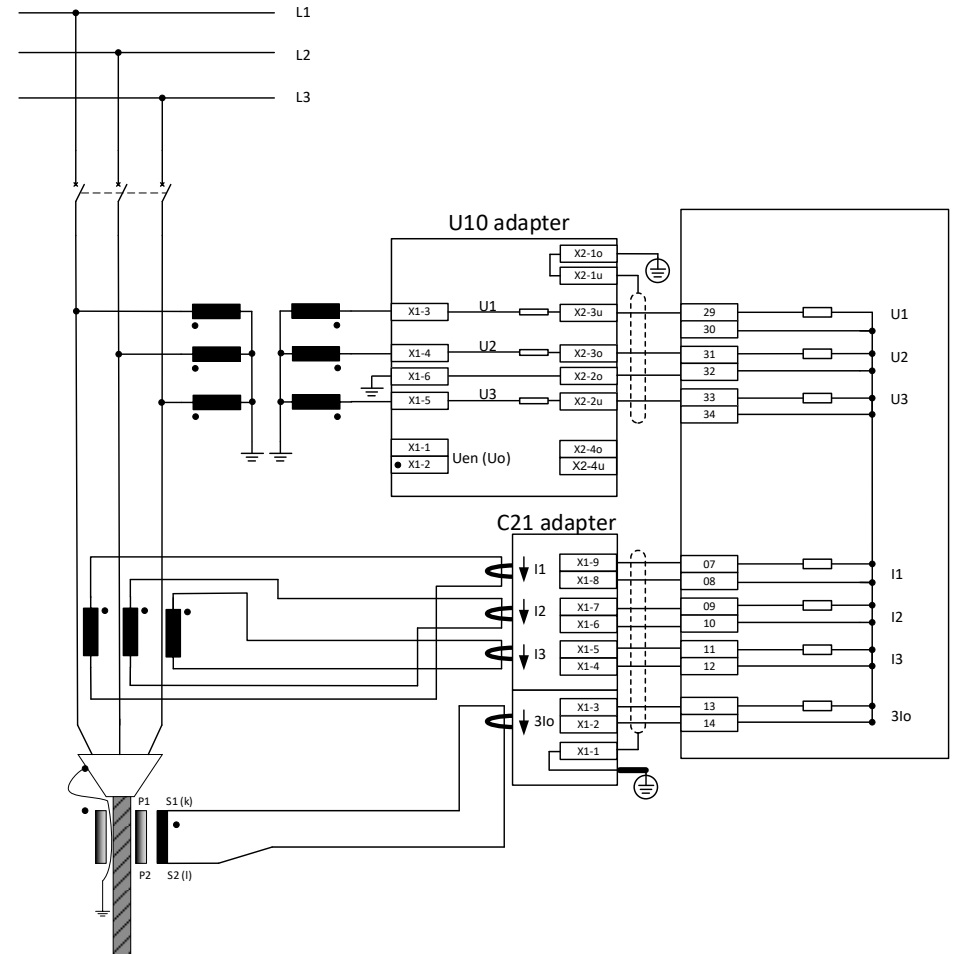 L1
L2
L3
U10 adapter
X2-1o
X2-1u
X1-3 U1 X2-3u 29 U1
30
X1-4 U2 X2-3o 31 U2
X1-6 X2-2o 32
X1-5 U3 X2-2u 33 U3
34
X1-1 X2-4o
X1-2 Uen (Uo) X2-4u
C21 adapter
I1 X1-9 07 I1
X1-8 08
I2 X1-7 09 I2
X1-6 10
I3 X1-5 11 I3
X1-4 12
3Io X1-3 13 3Io
X1-2 14
X1-1
P1 S1 (k)
P2 S2 (l)